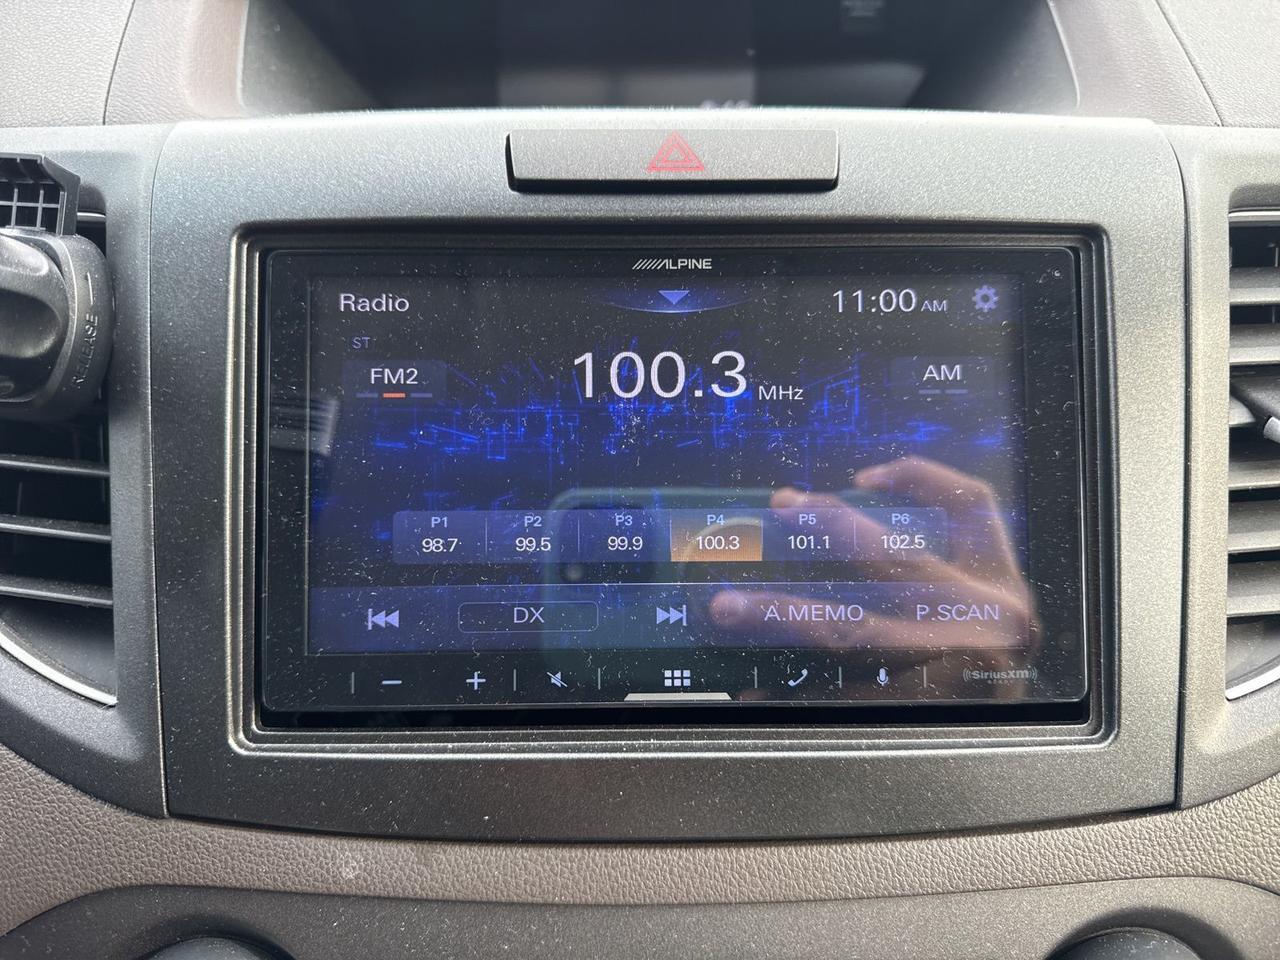 ALPINE
Radio
11:00 AM
ST
FM2
100.3 MHz
AM
P1 P2 P3 P4 P5 P6
98.7 99.5 99.9 100.3 101.1 102.5
DX
A.MEMO
P.SCAN
((SiriusXM))
RELEASE